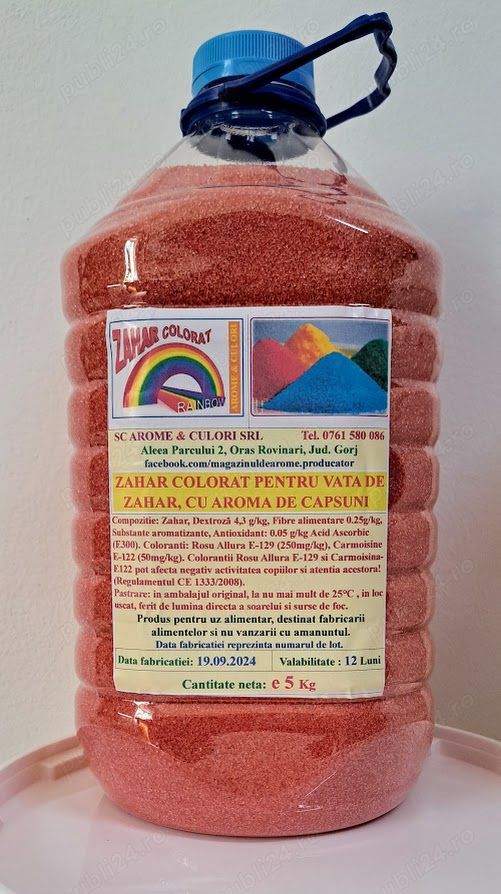 ZAHAR COLORAT
RAINBOW
AROME & CULORI
SC AROME & CULORI SRL Tel. 0761 580 086
Aleea Parcului 2, Oras Rovinari, Jud. Gorj
facebook.com/magazinuldearome.producator
ZAHAR COLORAT PENTRU VATA DE
ZAHAR, CU AROMA DE CAPSUNI
Compozitie: Zahar, Dextroză 4,3 g/kg, Fibre alimentare 0.25g/kg,
Substante aromatizante, Antioxidant: 0.05 g/kg Acid Ascorbic
(E300). Coloranti: Rosu Allura E-129 (250mg/kg), Carmoisine
E-122 (50mg/kg). Colorantii Rosu Allura E-129 si Carmoisina-
E122 pot afecta negativ activitatea copiilor si atentia acestora!
(Regulamentul CE 1333/2008).
Pastrare: in ambalajul original, la nu mai mult de 25°C , in loc
uscat, ferit de lumina directa a soarelui si surse de foc.
Produs pentru uz alimentar, destinat fabricarii
alimentelor si nu vanzarii cu amanuntul.
Data fabricatiei reprezinta numarul de lot.
Data fabricatiei: 19.09.2024 Valabilitate : 12 Luni
Cantitate neta: e 5 Kg
publi24.ro